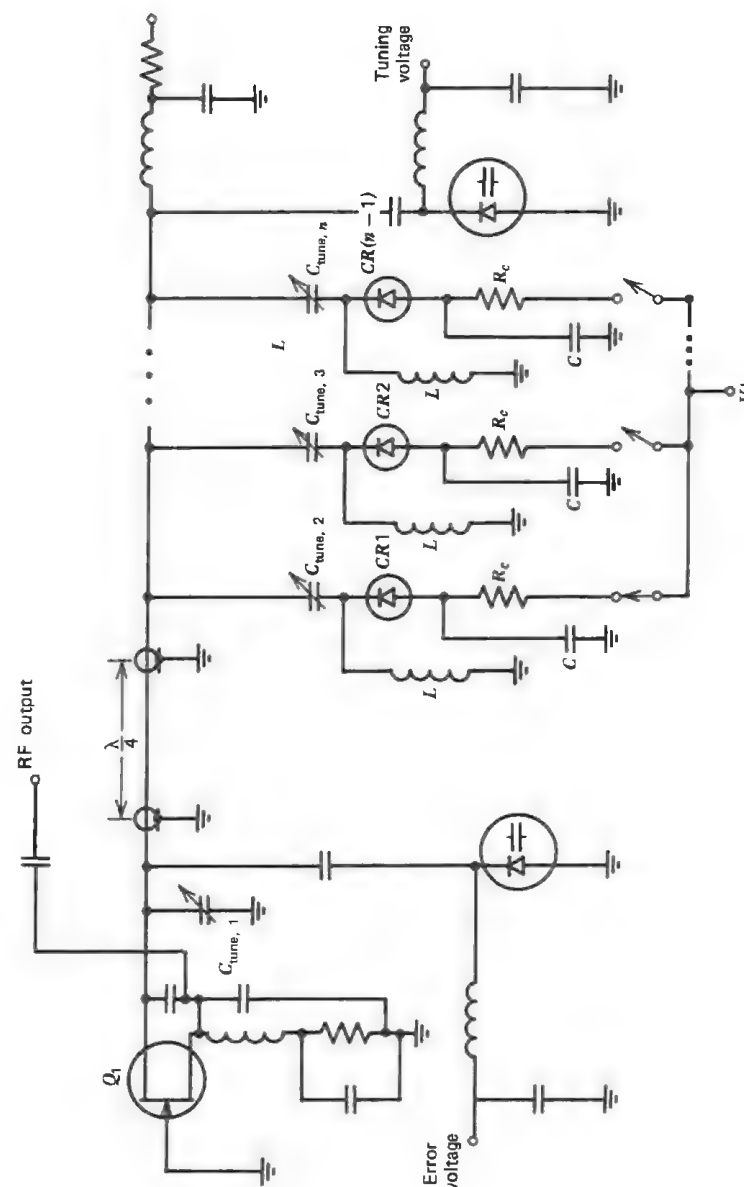 RF output
Q₁
C_tune, 1
λ/4
C_tune, 2
C_tune, 3
C_tune, n
L
CR1
CR2
CR(n − 1)
L
L
L
C
C
C
R_c
R_c
R_c
Tuning
voltage
Error
voltage